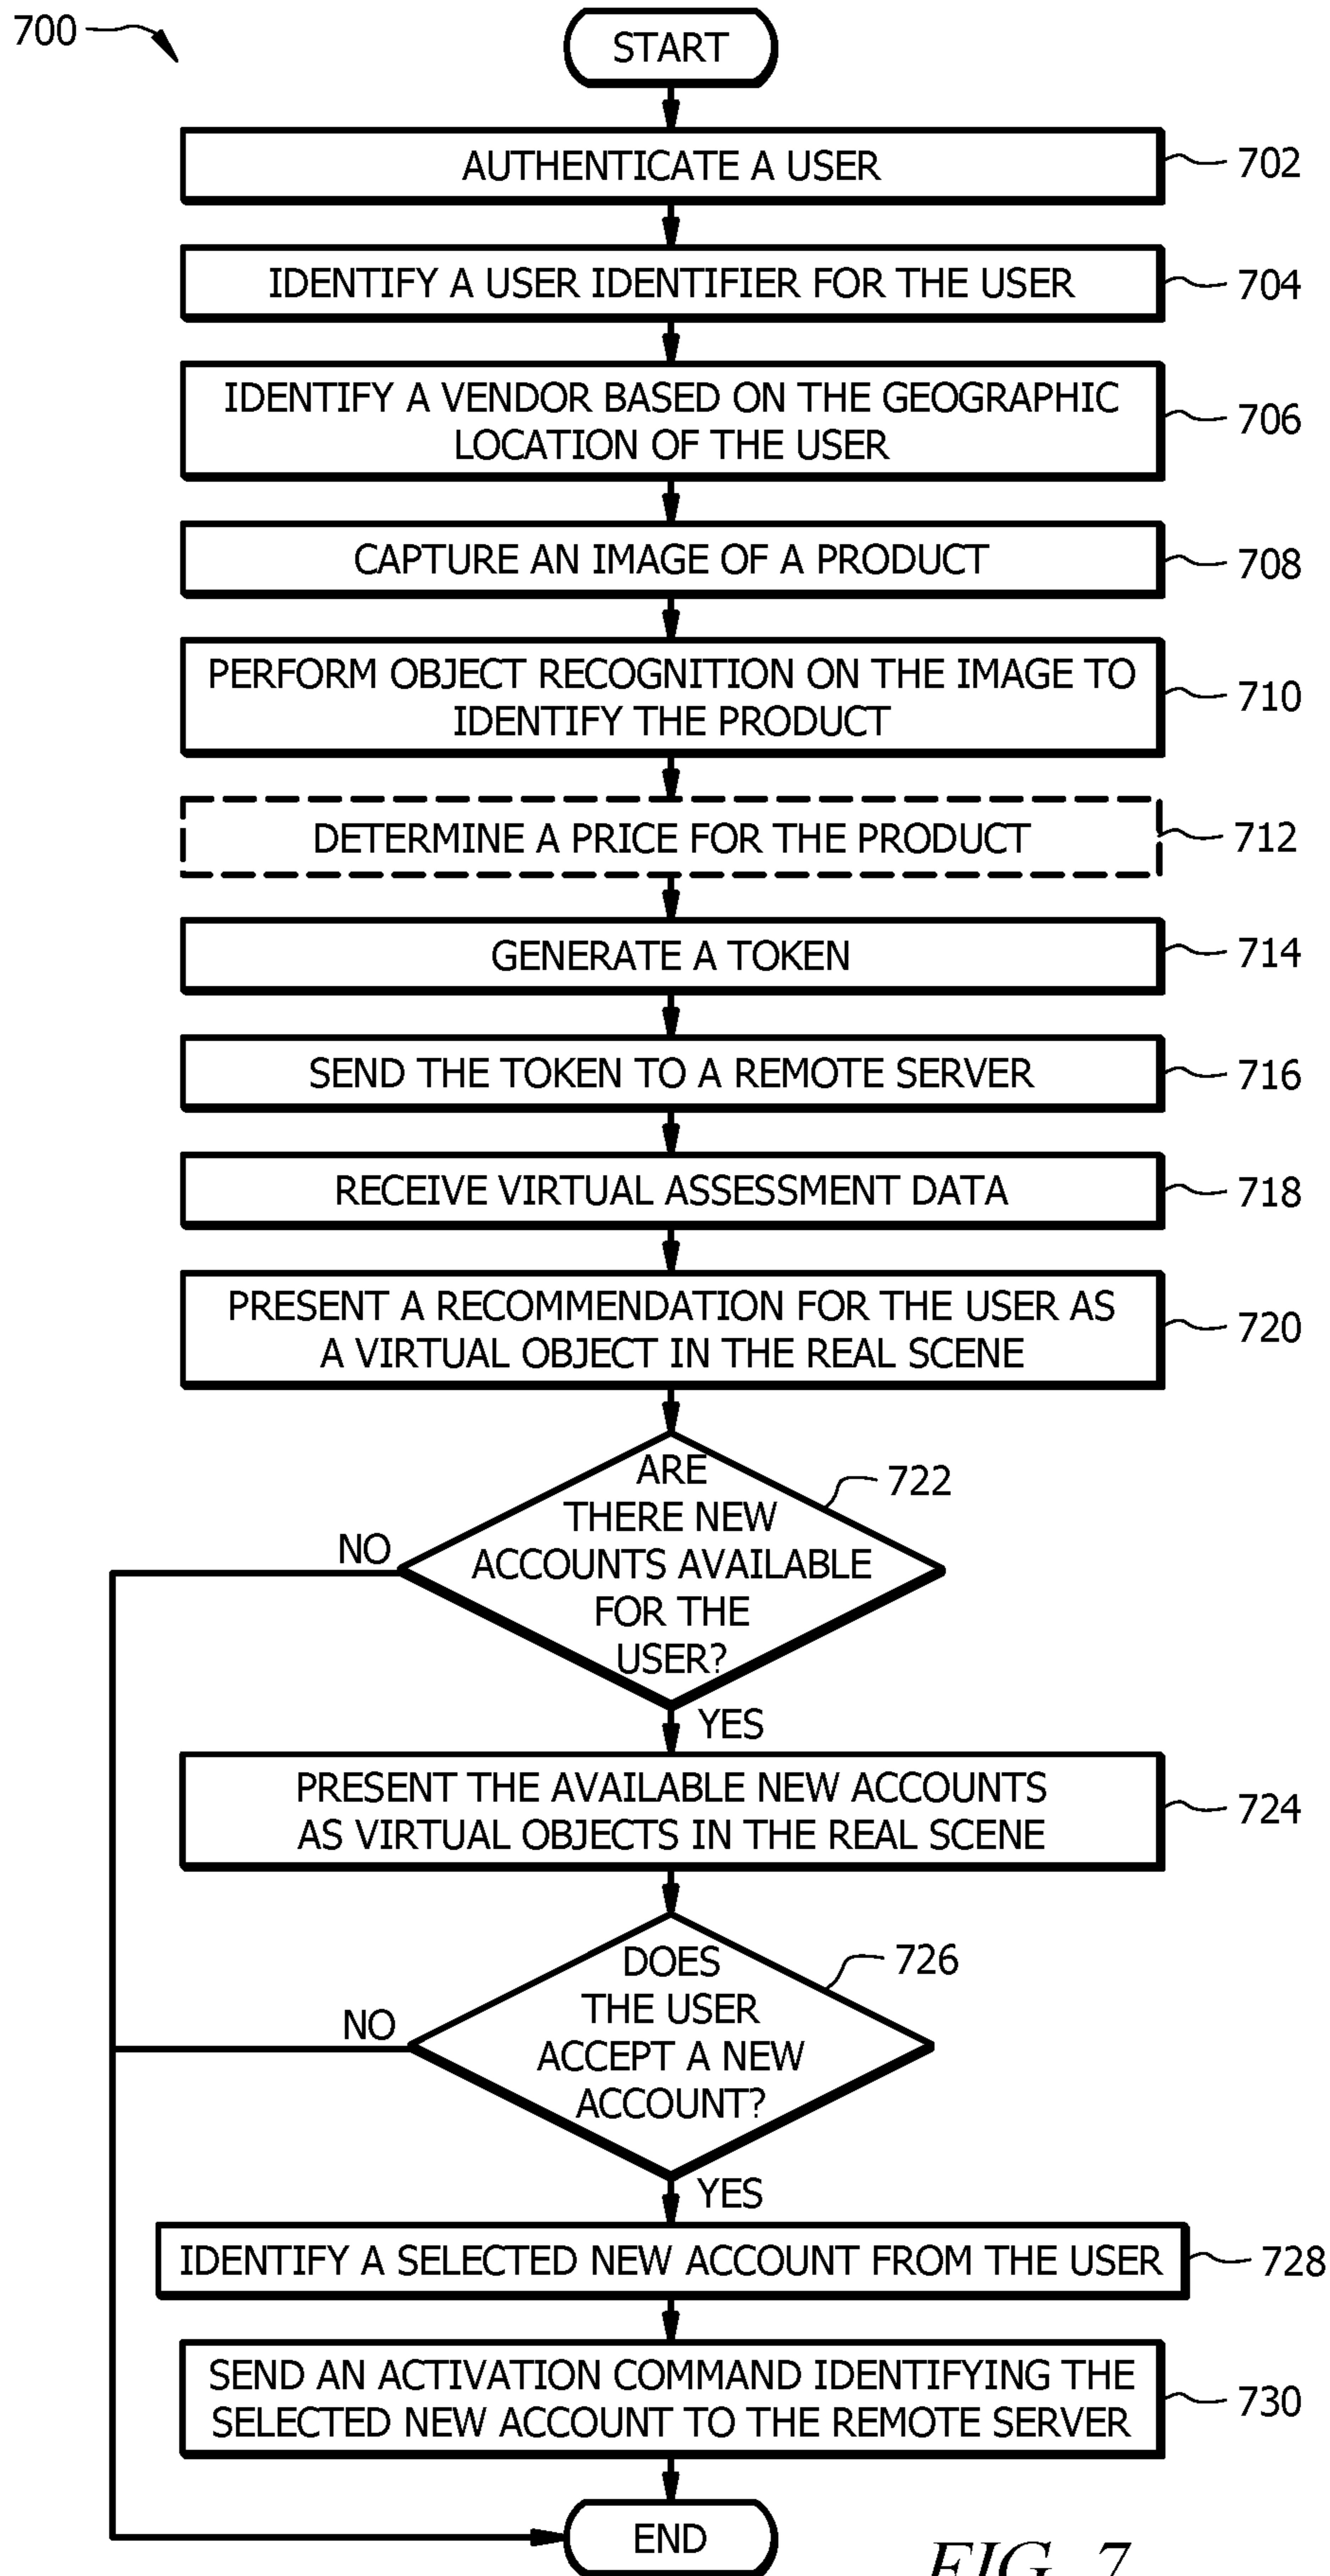 700
START
AUTHENTICATE A USER
702
IDENTIFY A USER IDENTIFIER FOR THE USER
704
IDENTIFY A VENDOR BASED ON THE GEOGRAPHIC
LOCATION OF THE USER
706
CAPTURE AN IMAGE OF A PRODUCT
708
PERFORM OBJECT RECOGNITION ON THE IMAGE TO
IDENTIFY THE PRODUCT
710
DETERMINE A PRICE FOR THE PRODUCT
712
GENERATE A TOKEN
714
SEND THE TOKEN TO A REMOTE SERVER
716
RECEIVE VIRTUAL ASSESSMENT DATA
718
PRESENT A RECOMMENDATION FOR THE USER AS
A VIRTUAL OBJECT IN THE REAL SCENE
720
ARE
THERE NEW
ACCOUNTS AVAILABLE
FOR THE
USER?
722
NO
YES
PRESENT THE AVAILABLE NEW ACCOUNTS
AS VIRTUAL OBJECTS IN THE REAL SCENE
724
DOES
THE USER
ACCEPT A NEW
ACCOUNT?
726
NO
YES
IDENTIFY A SELECTED NEW ACCOUNT FROM THE USER
728
SEND AN ACTIVATION COMMAND IDENTIFYING THE
SELECTED NEW ACCOUNT TO THE REMOTE SERVER
730
END
FIG. 7